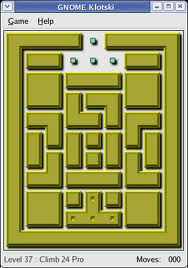 GNOME Klotski
Game Help
Level 37 : Climb 24 Pro Moves: 000